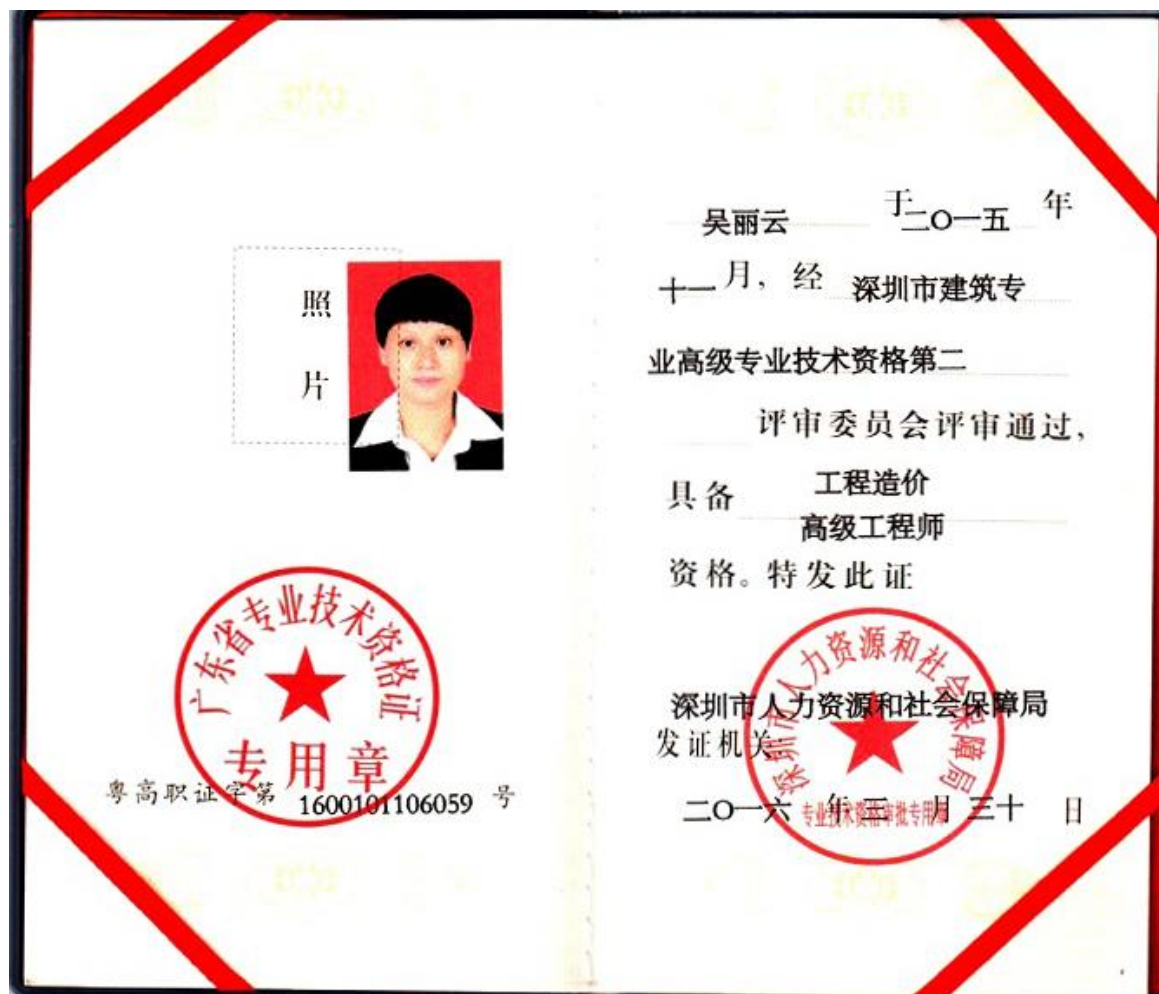 照
片
广东省专业技术资格证
专用章
粤高职证字第 1600101106059 号
吴丽云 于二〇一五 年
十一月，经 深圳市建筑专
业高级专业技术资格第二
评审委员会评审通过，
具备 工程造价
高级工程师
资格。特发此证
深圳市人力资源和社会保障局
深圳市人力资源和社会保障局
发证机关：
二〇一六 年三 月三十 日
专业技术资格审批专用章